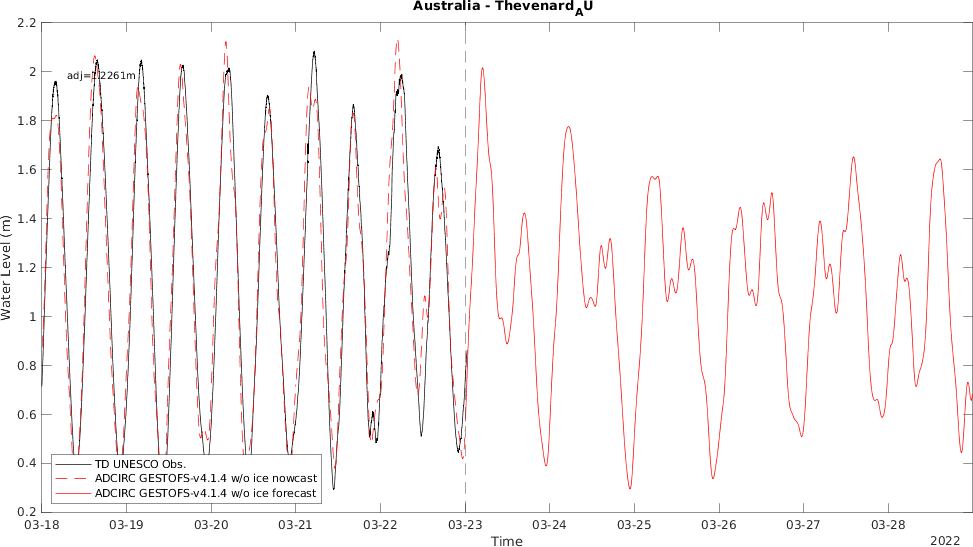 Australia - Thevenard_AU
2.2
2
1.8
1.6
1.4
1.2
1
0.8
0.6
0.4
0.2
Water Level (m)
adj=1.2261m
TD UNESCO Obs.
ADCIRC GESTOFS-v4.1.4 w/o ice nowcast
ADCIRC GESTOFS-v4.1.4 w/o ice forecast
03-18 03-19 03-20 03-21 03-22 03-23 03-24 03-25 03-26 03-27 03-28
Time
2022